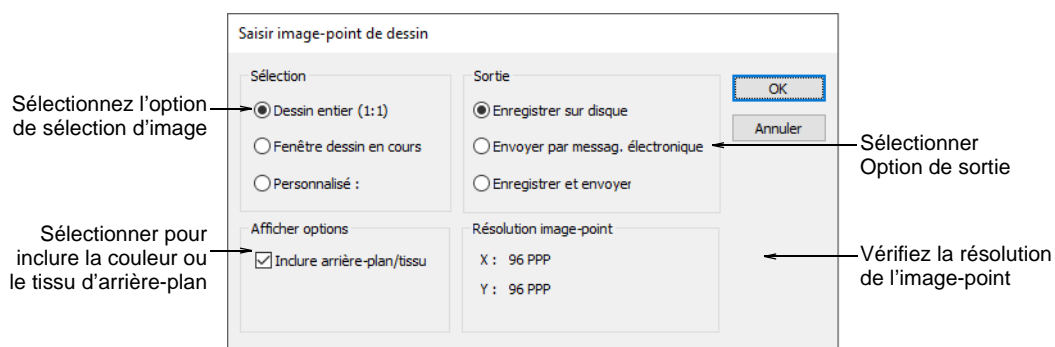 Saisir image-point de dessin
Sélection
Dessin entier (1:1)
Fenêtre dessin en cours
Personnalisé :
Sortie
Enregistrer sur disque
Envoyer par messag. électronique
Enregistrer et envoyer
OK
Annuler
Afficher options
Inclure arrière-plan/tissu
Résolution image-point
X : 96 PPP
Y : 96 PPP
Sélectionnez l’option
de sélection d’image
Sélectionner pour
inclure la couleur ou
le tissu d’arrière-plan
Sélectionner
Option de sortie
Vérifiez la résolution
de l’image-point